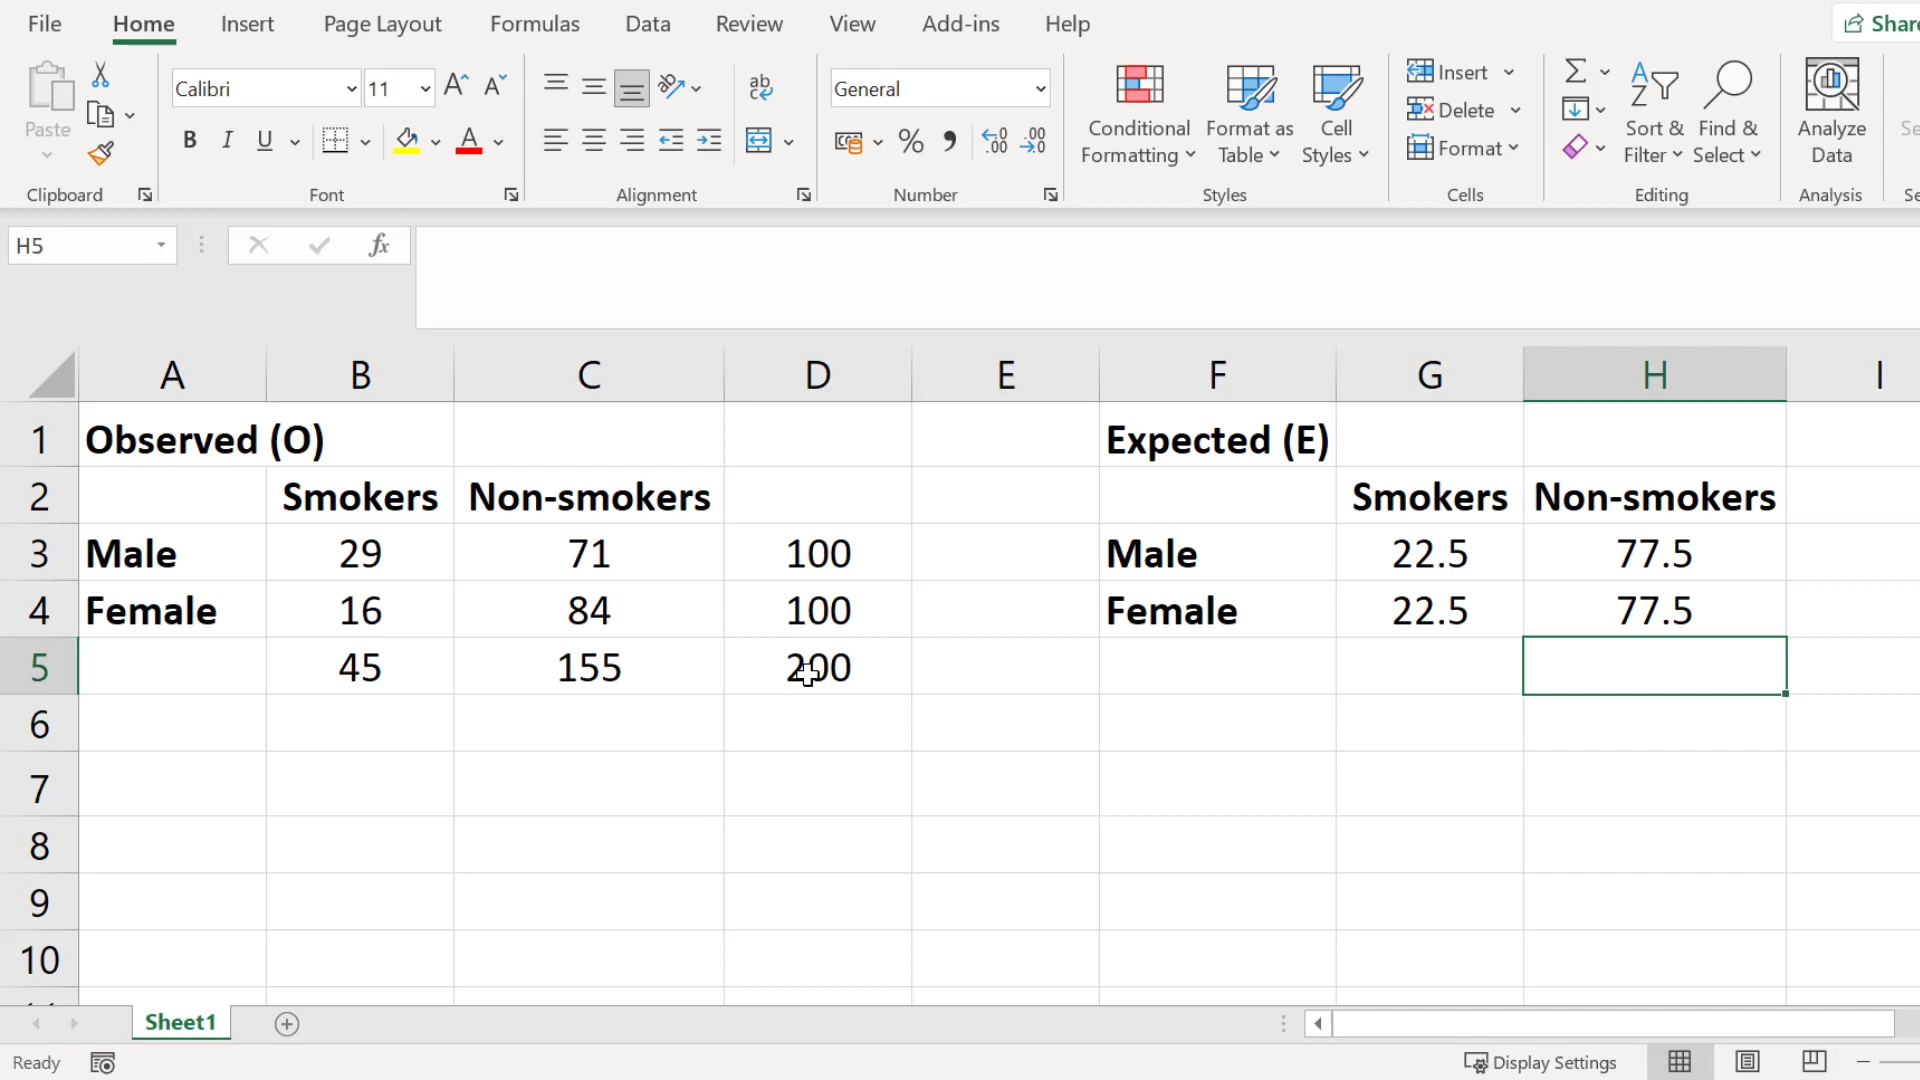 File Home Insert Page Layout Formulas Data Review View Add-ins Help
Calibri 11 General Insert
Paste B I U Conditional Formatting Format as Table Cell Styles Delete Sort & Filter Find & Select Analyze Data
Format
Clipboard Font Alignment Number Styles Cells Editing Analysis
H5 fx
A B C D E F G H I
1 Observed (O) Expected (E)
2 Smokers Non-smokers Smokers Non-smokers
3 Male 29 71 100 Male 22.5 77.5
4 Female 16 84 100 Female 22.5 77.5
5 45 155 200
6
7
8
9
10
Sheet1
Ready Display Settings